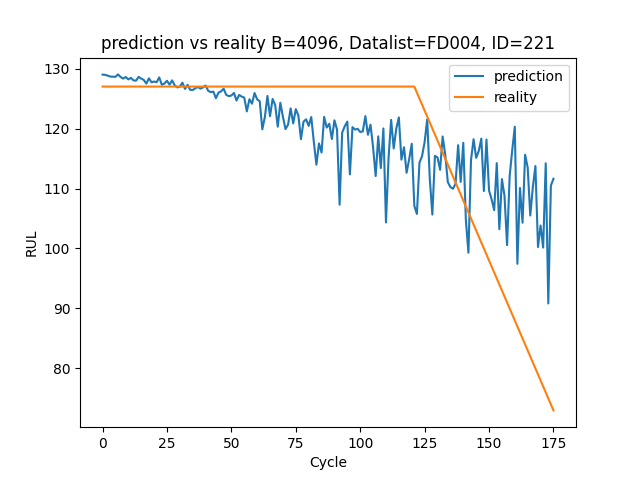 prediction vs reality B=4096, Datalist=FD004, ID=221
130
120
110
100
90
80
RUL
prediction
reality
0
25
50
75
100
125
150
175
Cycle